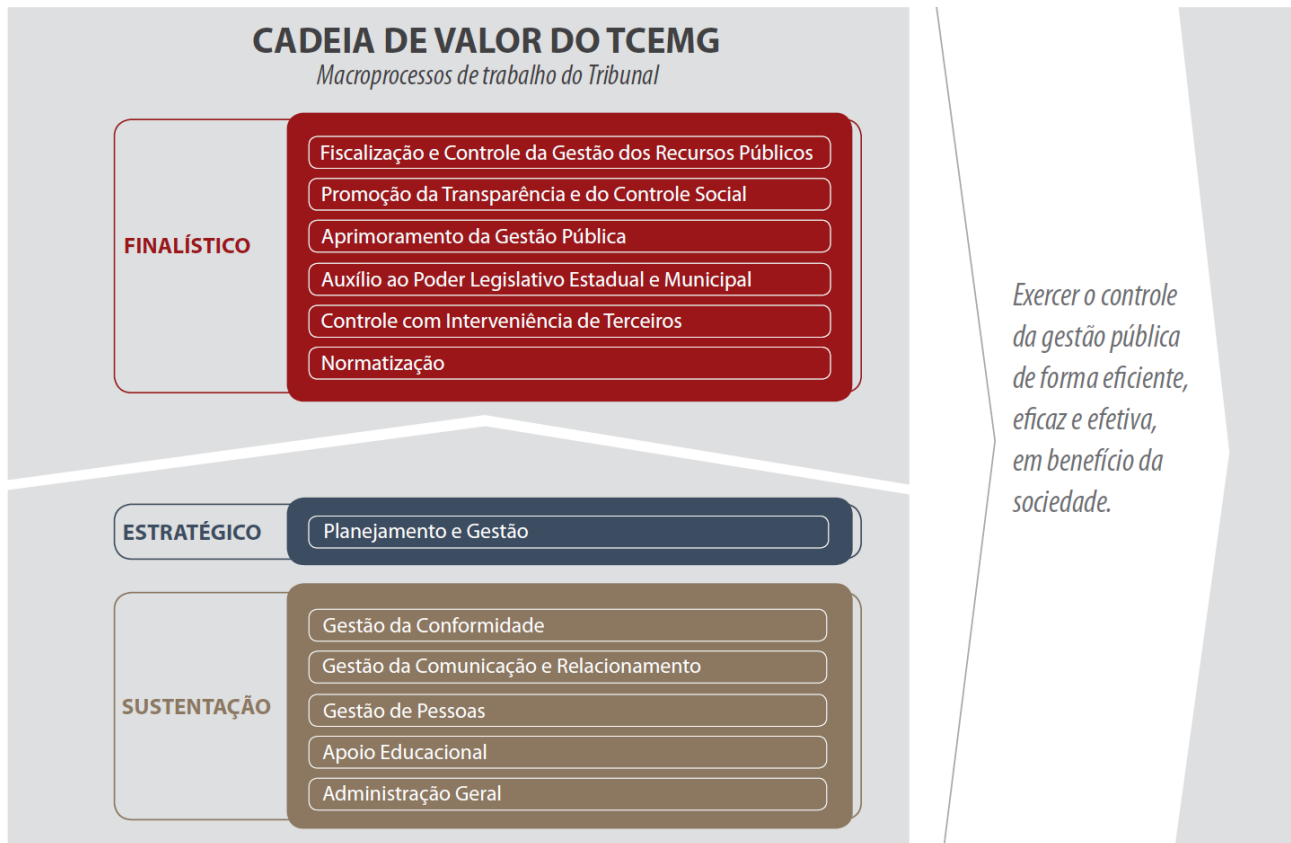 CADEIA DE VALOR DO TCEMG
Macroprocessos de trabalho do Tribunal
FINALÍSTICO
Fiscalização e Controle da Gestão dos Recursos Públicos
Promoção da Transparência e do Controle Social
Aprimoramento da Gestão Pública
Auxílio ao Poder Legislativo Estadual e Municipal
Controle com Interveniência de Terceiros
Normatização
ESTRATÉGICO
Planejamento e Gestão
SUSTENTAÇÃO
Gestão da Conformidade
Gestão da Comunicação e Relacionamento
Gestão de Pessoas
Apoio Educacional
Administração Geral
Exercer o controle
da gestão pública
de forma eficiente,
eficaz e efetiva,
em benefício da
sociedade.